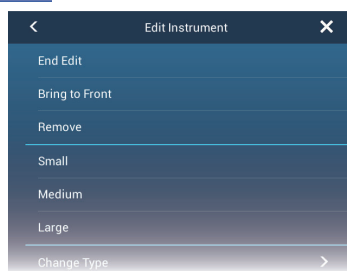 Edit Instrument
End Edit
Bring to Front
Remove
Small
Medium
Large
Change Type